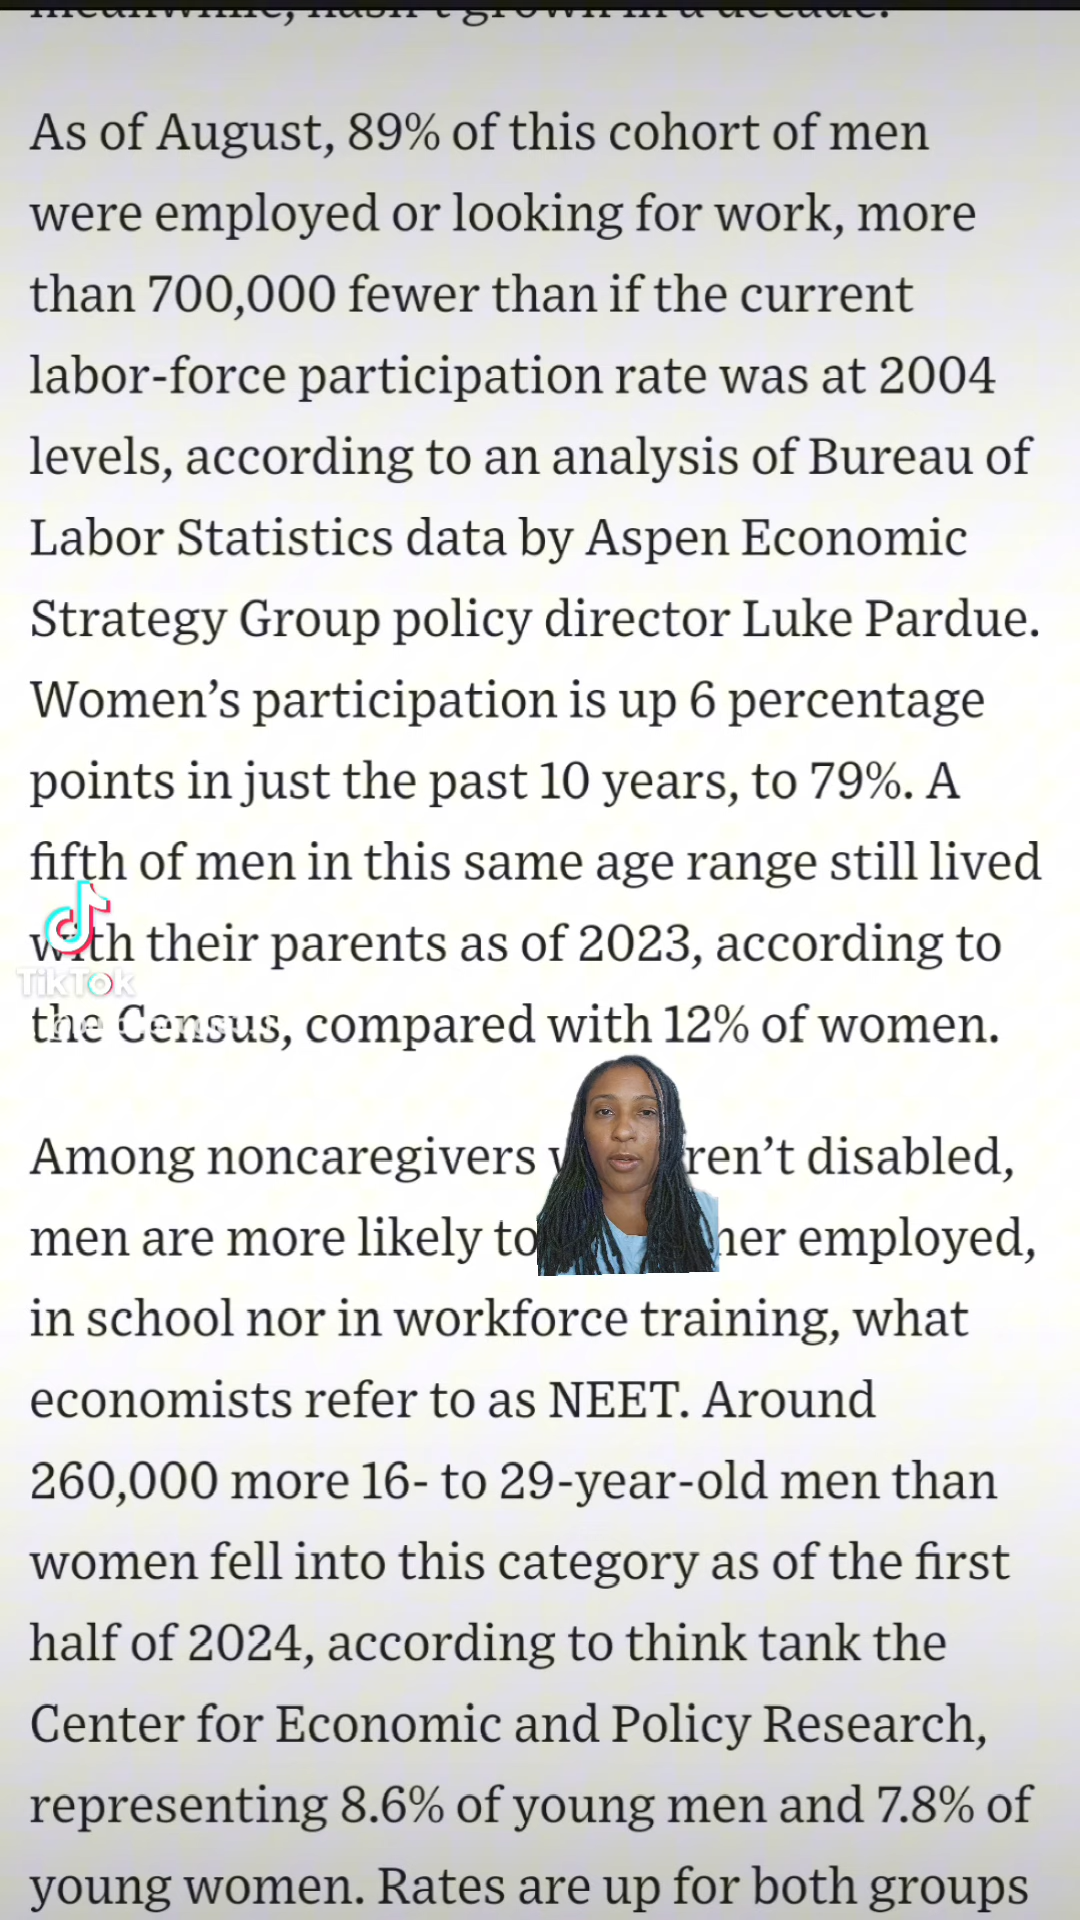 As of August, 89% of this cohort of men
were employed or looking for work, more
than 700,000 fewer than if the current
labor-force participation rate was at 2004
levels, according to an analysis of Bureau of
Labor Statistics data by Aspen Economic
Strategy Group policy director Luke Pardue.
Women’s participation is up 6 percentage
points in just the past 10 years, to 79%. A
fifth of men in this same age range still lived
with their parents as of 2023, according to
TikTok
the Census, compared with 12% of women.
Among noncaregivers disabled,
men are more likely to employed,
in school nor in workforce training, what
economists refer to as NEET. Around
260,000 more 16- to 29-year-old men than
women fell into this category as of the first
half of 2024, according to think tank the
Center for Economic and Policy Research,
representing 8.6% of young men and 7.8% of
young women. Rates are up for both groups